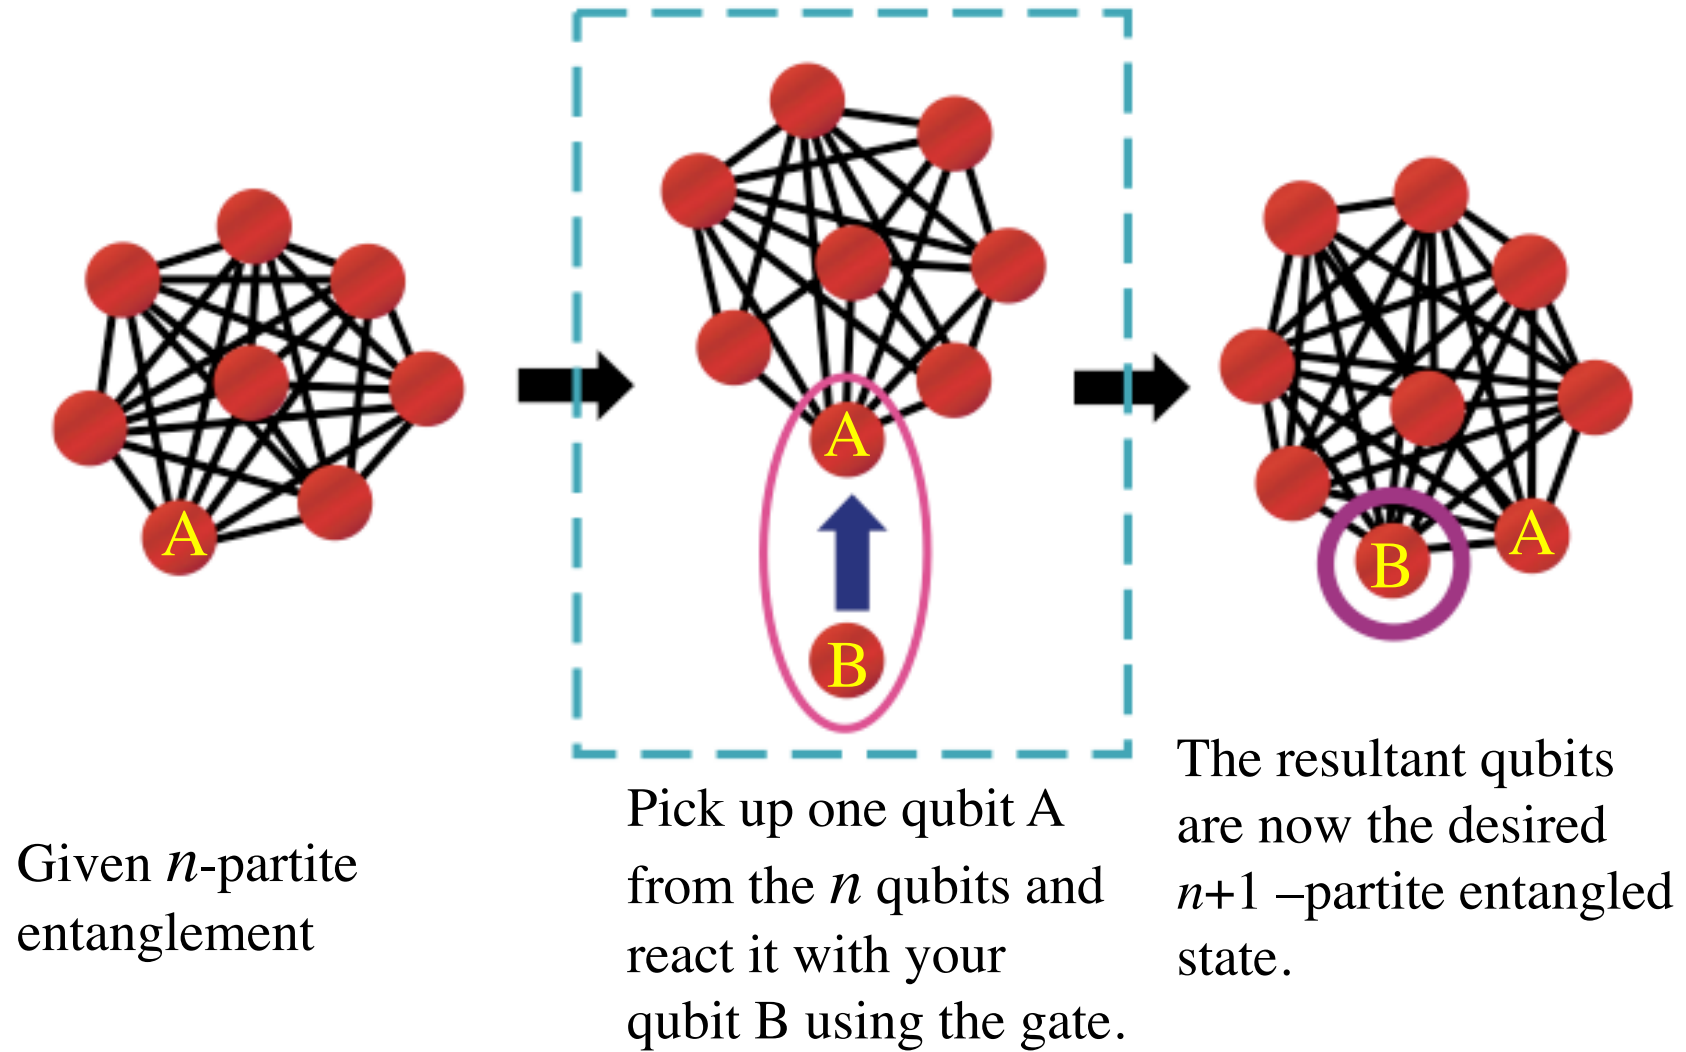 A
A
B
B
A
Given n-partite
entanglement
Pick up one qubit A
from the n qubits and
react it with your
qubit B using the gate.
The resultant qubits
are now the desired
n+1 –partite entangled
state.